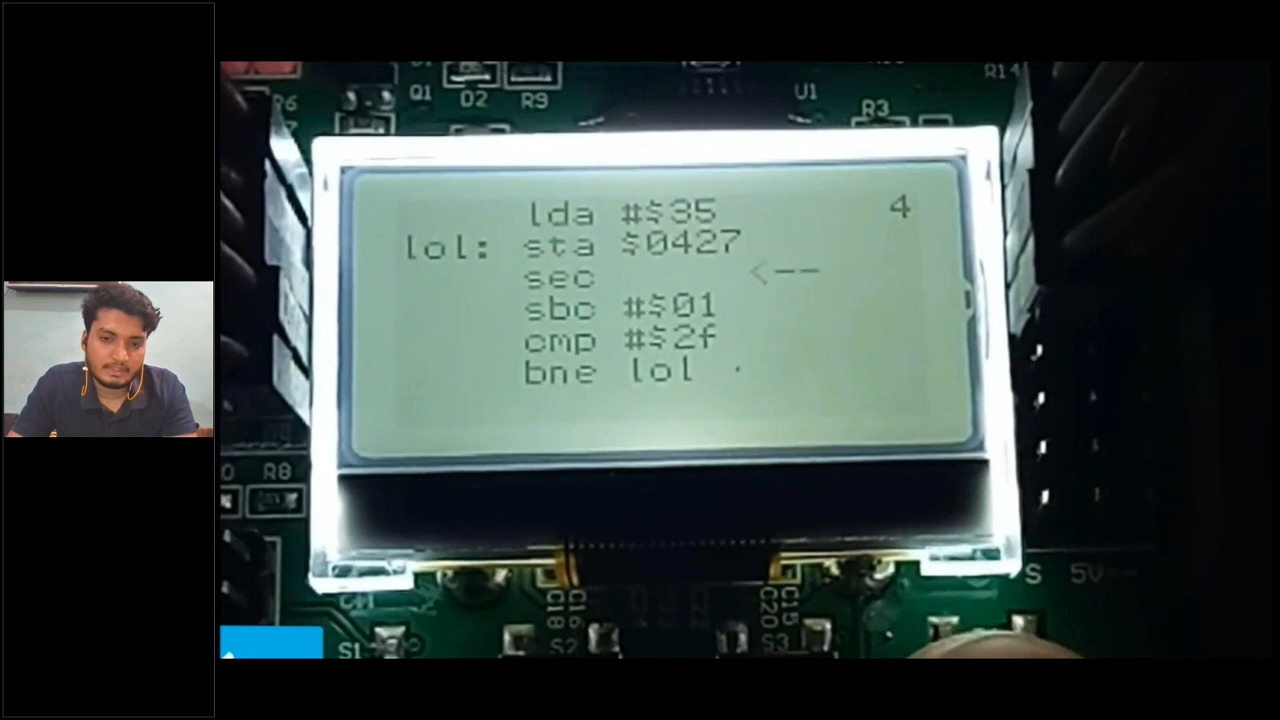 Q1 D2 R9 U1 R3 R14
R6
lda #$35 4
lol: sta $0427
sec <--
sbc #$01
cmp #$2f
bne lol
R8
S 5V
C18 C16 C20 C15
S1 S2 S3